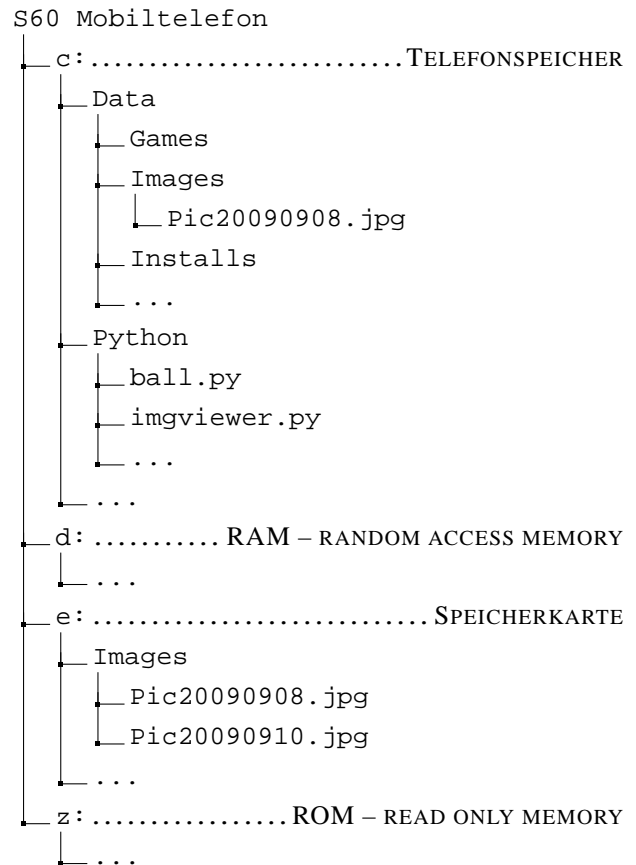 S60 Mobiltelefon
c:...........................TELEFONSPEICHER
Data
Games
Images
Pic20090908.jpg
Installs
...
Python
ball.py
imgviewer.py
...
...
d:...........RAM – RANDOM ACCESS MEMORY
...
e:.............................SPEICHERKARTE
Images
Pic20090908.jpg
Pic20090910.jpg
...
z:.................ROM – READ ONLY MEMORY
...